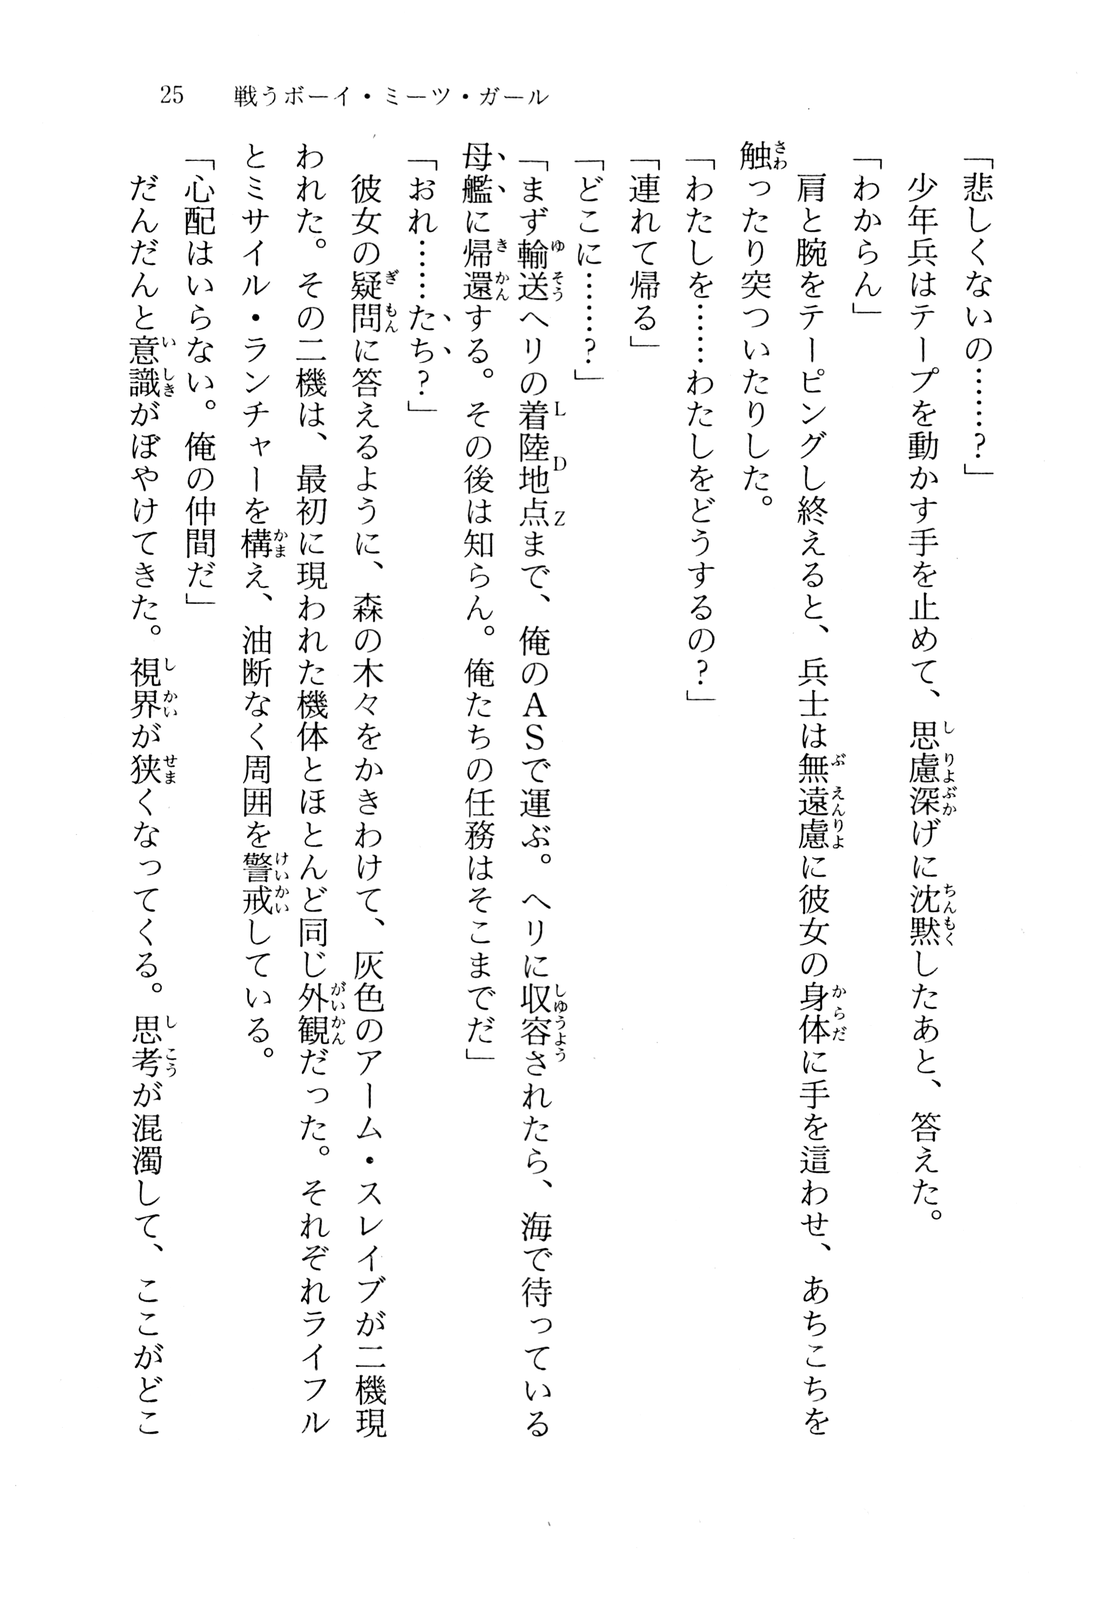 25　戦うボーイ・ミーツ・ガール
「悲しくないの……？」
少年兵はテープを動かす手を止めて、思慮深げに沈黙したあと、答えた。
「わからん」
肩と腕をテーピングし終えると、兵士は無遠慮に彼女の身体に手を這わせ、あちこちを
触ったり突ついたりした。
「わたしを……わたしをどうするの？」
「連れて帰る」
「どこに……？」
「まず輸送ヘリの着陸地点まで、俺のＡＳで運ぶ。ヘリに収容されたら、海で待っている
母艦に帰還する。その後は知らん。俺たちの任務はそこまでだ」
「おれ……たち？」
彼女の疑問に答えるように、森の木々をかきわけて、灰色のアーム・スレイブが二機現
われた。その二機は、最初に現われた機体とほとんど同じ外観だった。それぞれライフル
とミサイル・ランチャーを構え、油断なく周囲を警戒している。
「心配はいらない。俺の仲間だ」
だんだんと意識がぼやけてきた。視界が狭くなってくる。思考が混濁して、ここがどこ